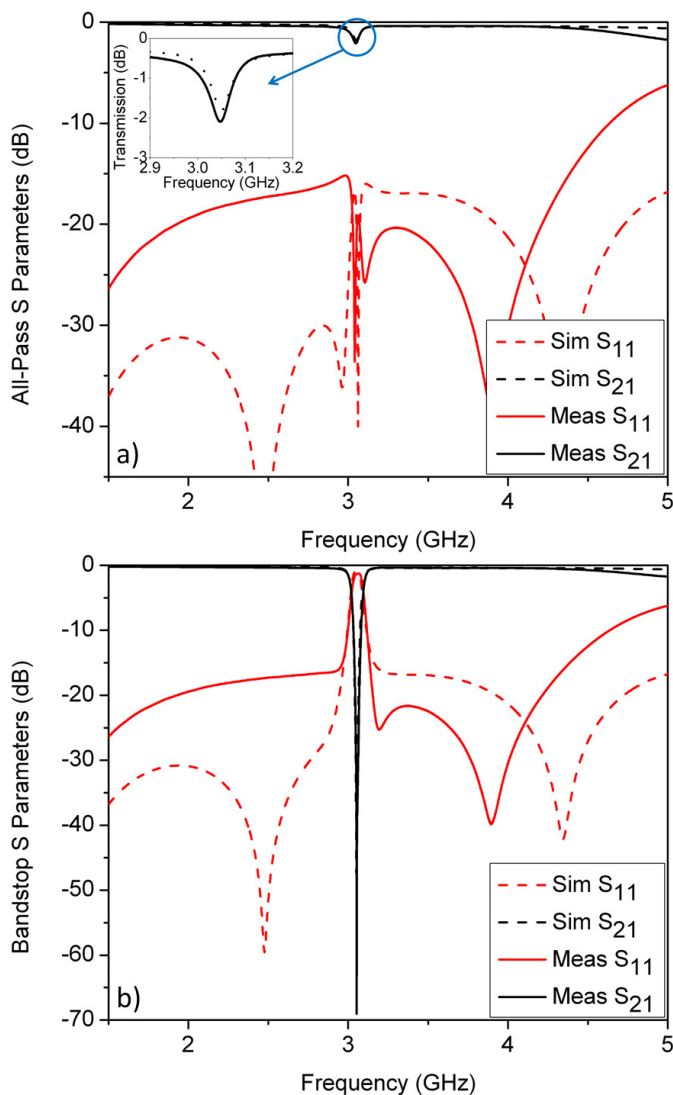 All-Pass S Parameters (dB)
0
-10
-20
-30
-40
Transmission (dB)
0
-1
-2
-3
2.9 3.0 3.1 3.2
Frequency (GHz)
Sim S11
Sim S21
Meas S11
Meas S21
a)
2 3 4 5
Frequency (GHz)
Bandstop S Parameters (dB)
0
-10
-20
-30
-40
-50
-60
-70
Sim S11
Sim S21
Meas S11
Meas S21
b)
2 3 4 5
Frequency (GHz)